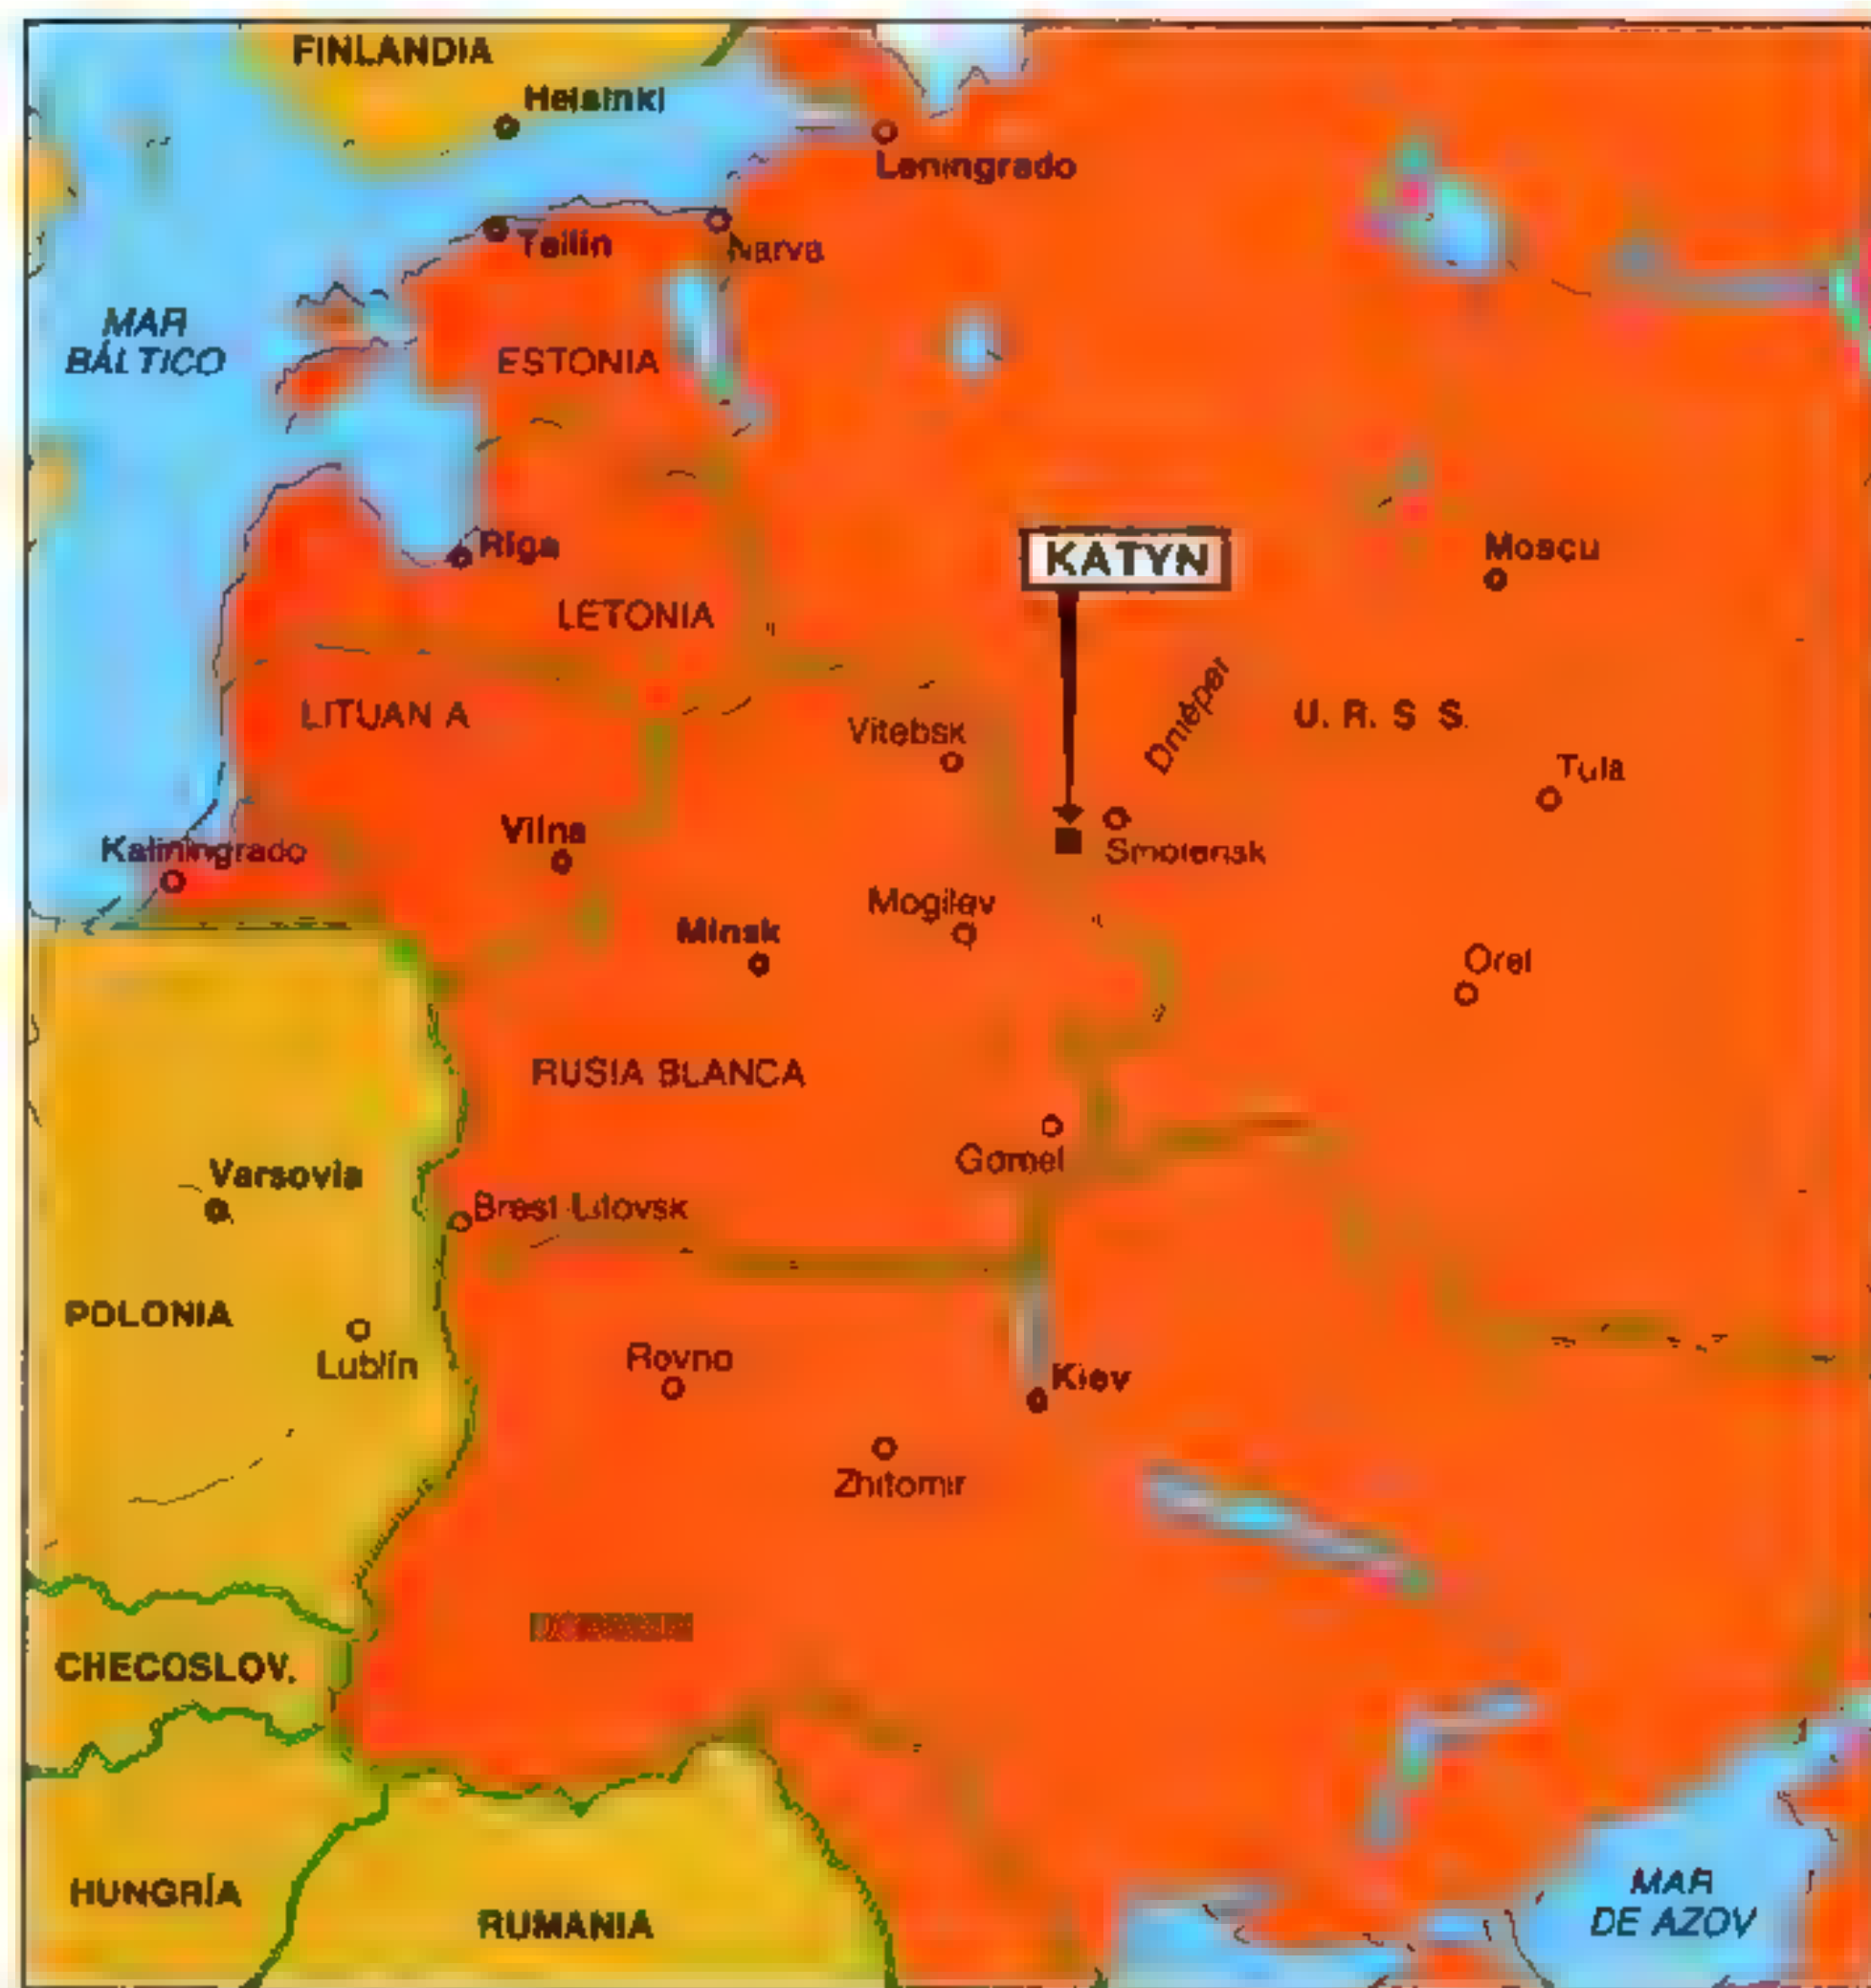 FINLANDIA
Helsinki
Leningrado
Tallin
Narva
MAR
BÁLTICO
ESTONIA
Riga
KATYN
Moscu
LETONIA
Dniéper
LITUAN A
Vitebsk
U. R. S S.
Tula
Vilna
Kaliningrado
Smolensk
Mogilev
Minsk
Orel
RUSIA BLANCA
Gomel
Varsovia
Brest-Litovsk
POLONIA
Lublín
Rovno
Kiev
Zhitomir
CHECOSLOV.
HUNGRÍA
RUMANIA
MAR
DE AZOV